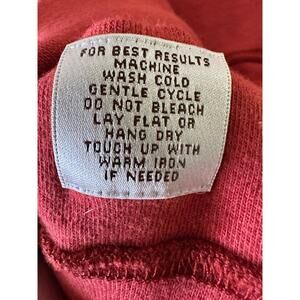 FOR BEST RESULTS
MACHINE
WASH COLD
GENTLE CYCLE
DO NOT BLEACH
LAY FLAT OR
HANG DRY
TOUCH UP WITH
WARM IRON
IF NEEDED